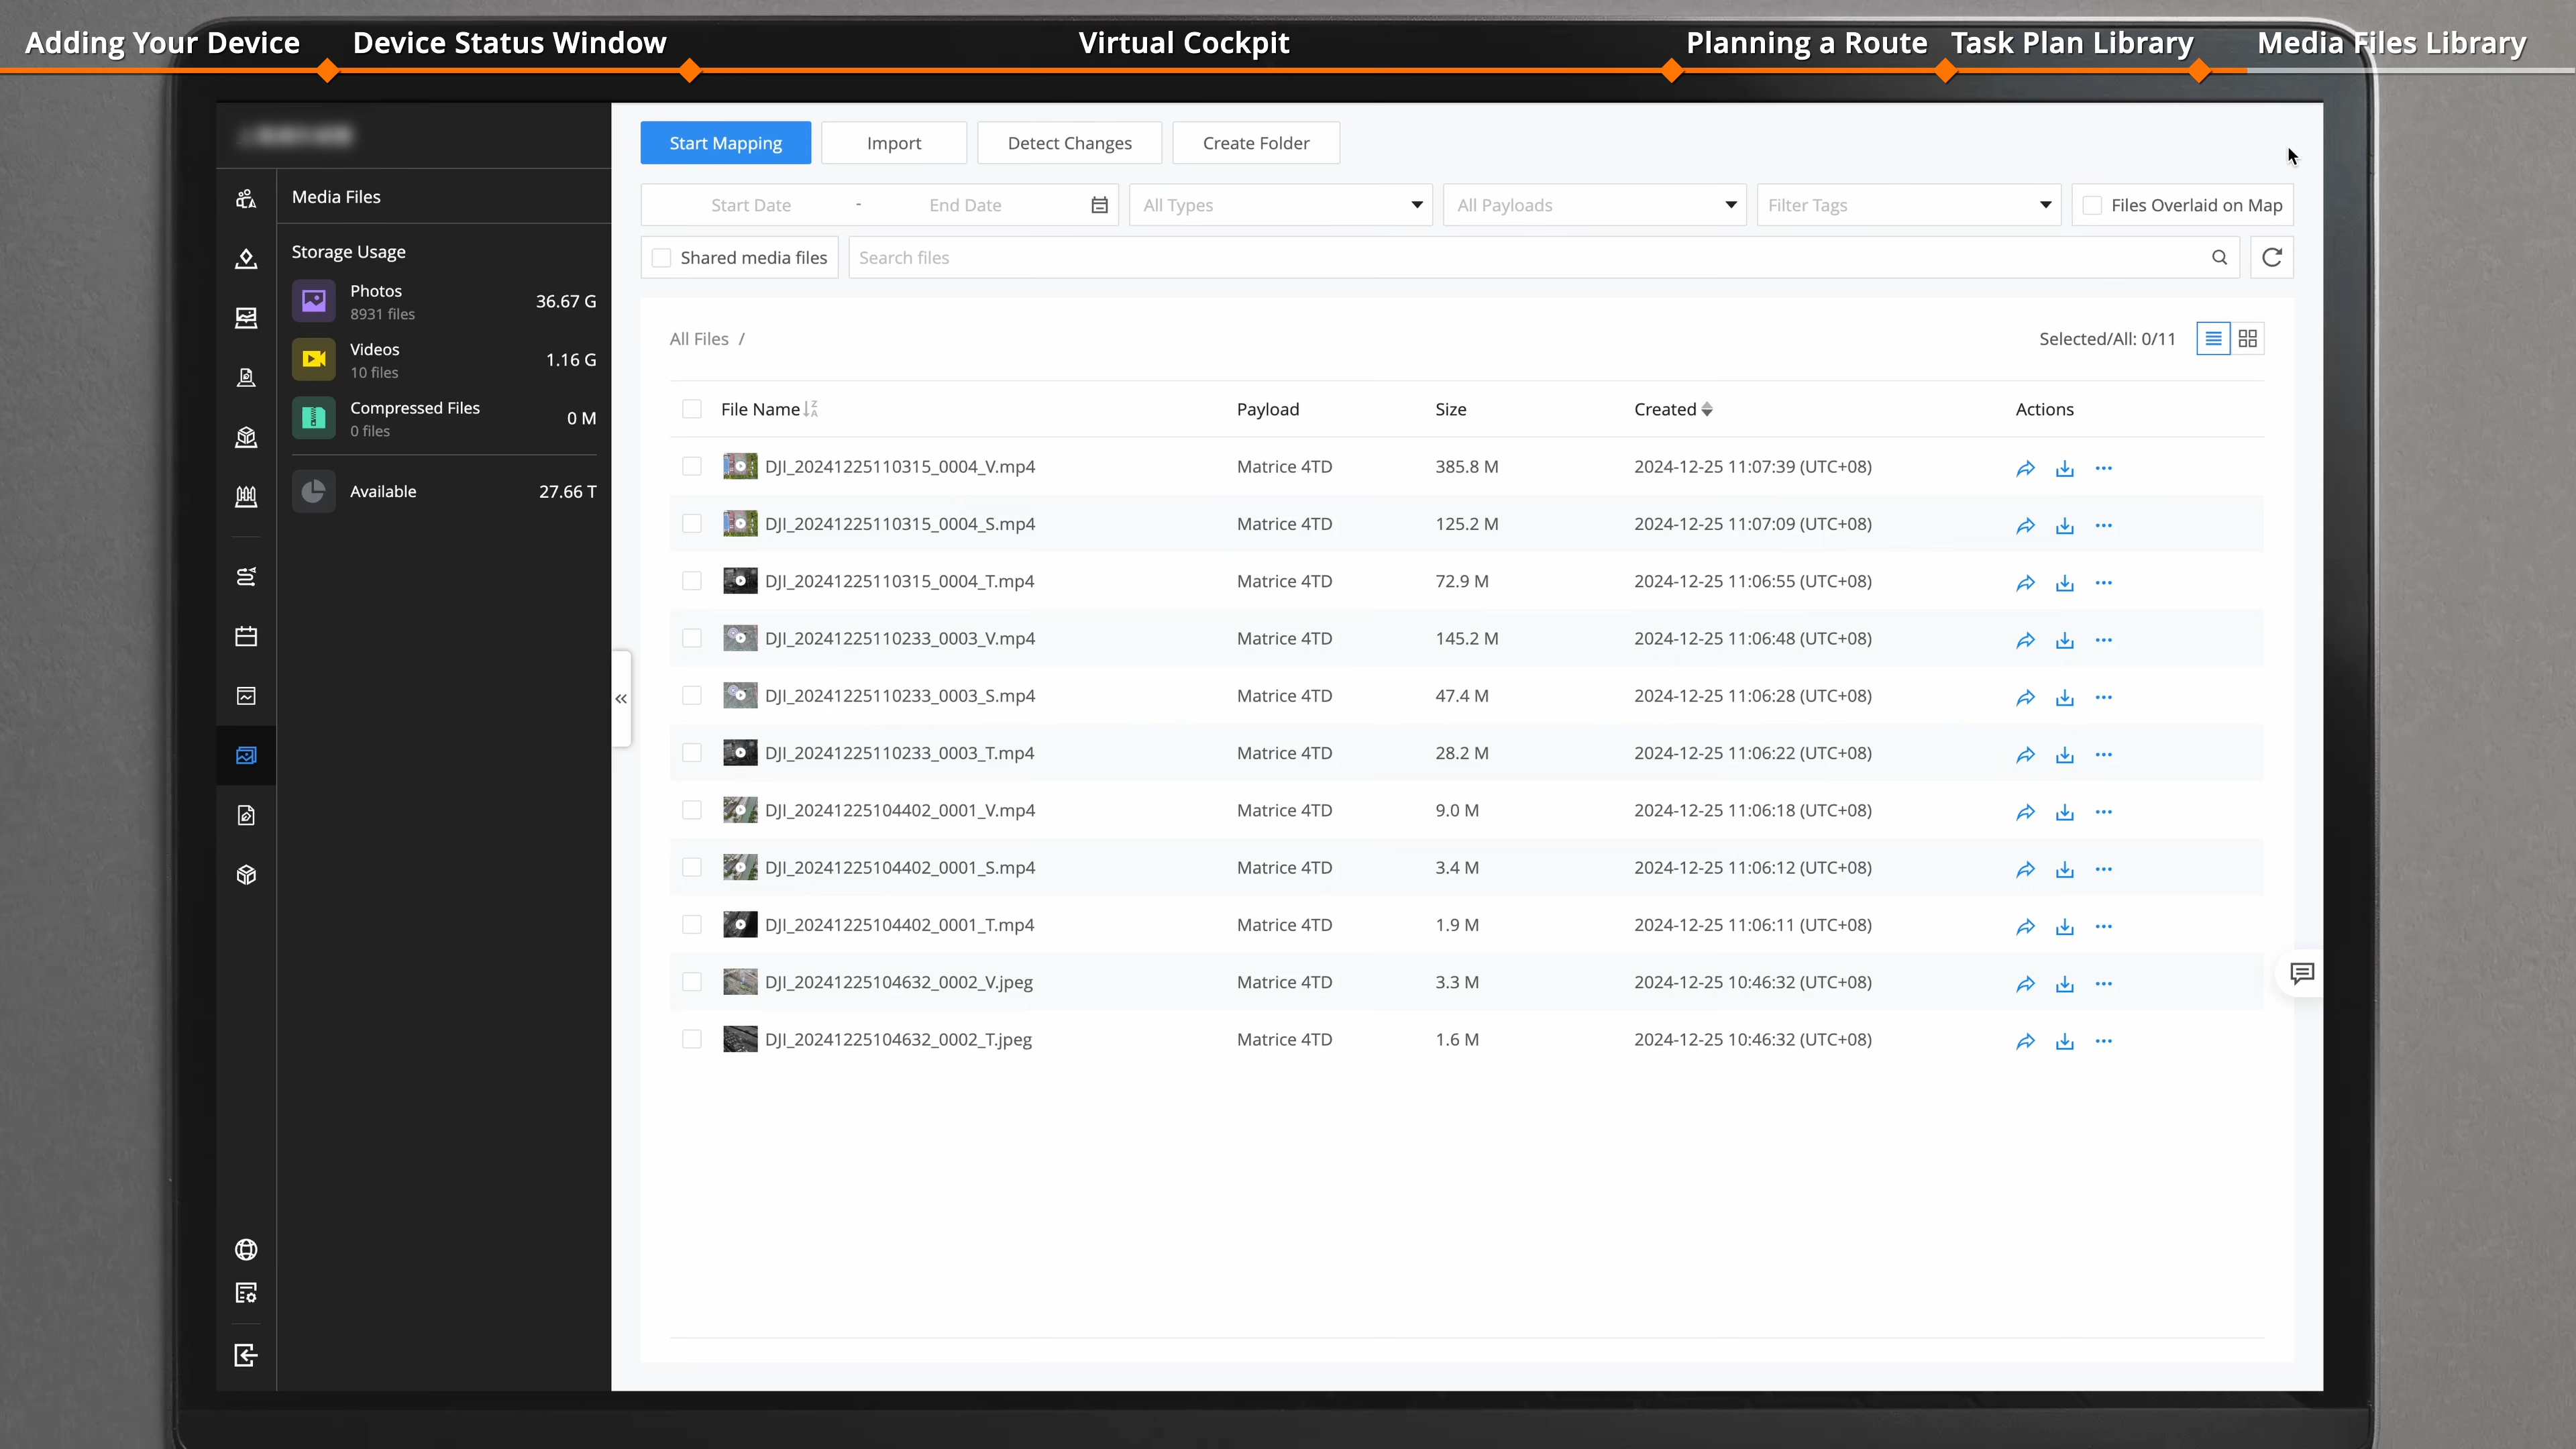 Adding Your Device
Device Status Window
Virtual Cockpit
Planning a Route
Task Plan Library
Media Files Library
Media Files
Storage Usage
Photos
8931 files
36.67 G
Videos
10 files
1.16 G
Compressed Files
0 files
0 M
Available
27.66 T
Start Mapping
Import
Detect Changes
Create Folder
Start Date - End Date
All Types
All Payloads
Filter Tags
Files Overlaid on Map
Shared media files
Search files
All Files /
Selected/All: 0/11
File Name Payload Size Created Actions
DJI_20241225110315_0004_V.mp4 Matrice 4TD 385.8 M 2024-12-25 11:07:39 (UTC+08)
DJI_20241225110315_0004_S.mp4 Matrice 4TD 125.2 M 2024-12-25 11:07:09 (UTC+08)
DJI_20241225110315_0004_T.mp4 Matrice 4TD 72.9 M 2024-12-25 11:06:55 (UTC+08)
DJI_20241225110233_0003_V.mp4 Matrice 4TD 145.2 M 2024-12-25 11:06:48 (UTC+08)
DJI_20241225110233_0003_S.mp4 Matrice 4TD 47.4 M 2024-12-25 11:06:28 (UTC+08)
DJI_20241225110233_0003_T.mp4 Matrice 4TD 28.2 M 2024-12-25 11:06:22 (UTC+08)
DJI_20241225104402_0001_V.mp4 Matrice 4TD 9.0 M 2024-12-25 11:06:18 (UTC+08)
DJI_20241225104402_0001_S.mp4 Matrice 4TD 3.4 M 2024-12-25 11:06:12 (UTC+08)
DJI_20241225104402_0001_T.mp4 Matrice 4TD 1.9 M 2024-12-25 11:06:11 (UTC+08)
DJI_20241225104632_0002_V.jpeg Matrice 4TD 3.3 M 2024-12-25 10:46:32 (UTC+08)
DJI_20241225104632_0002_T.jpeg Matrice 4TD 1.6 M 2024-12-25 10:46:32 (UTC+08)